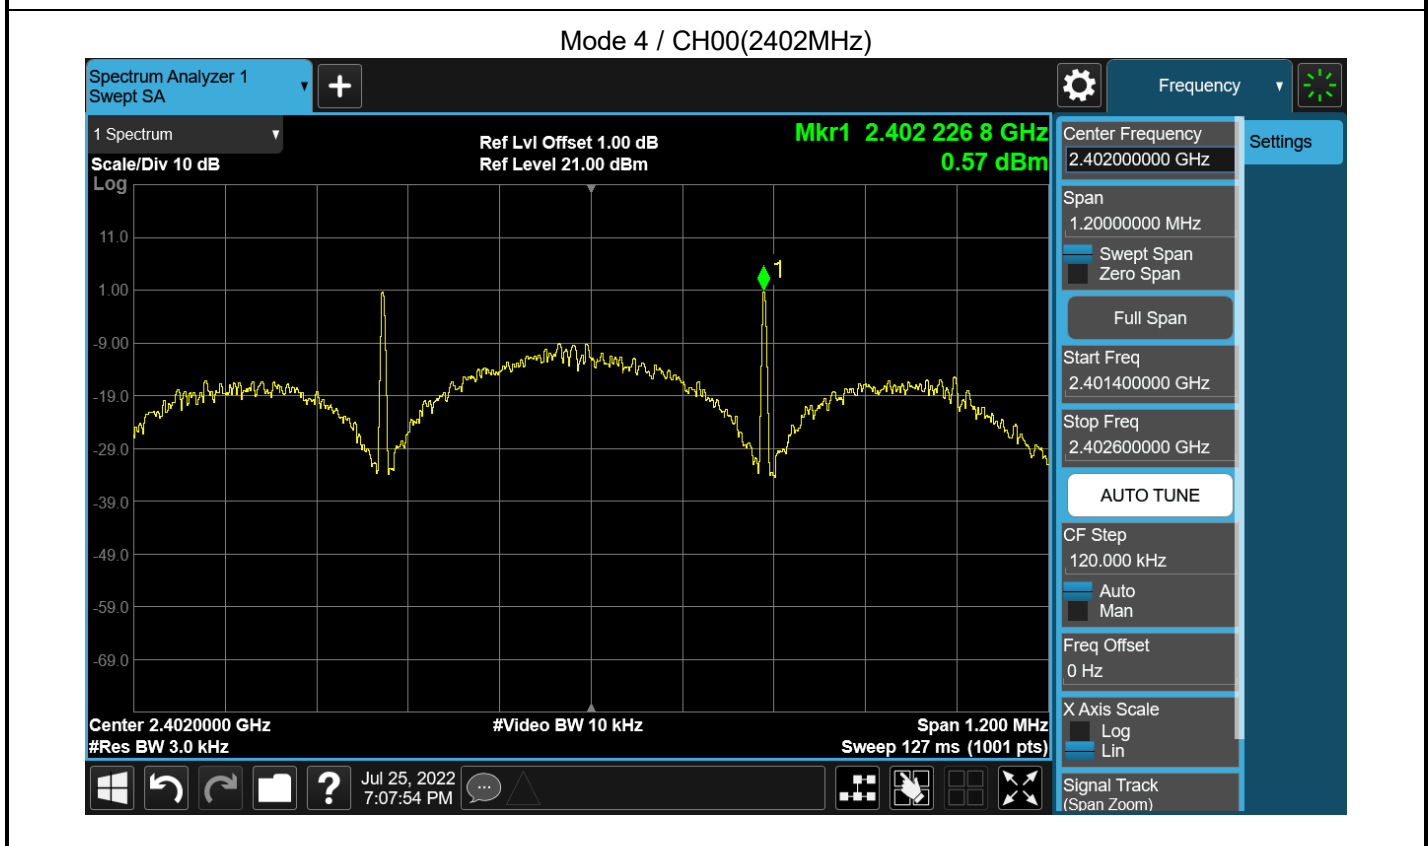 Mode 4 / CH00(2402MHz)
Spectrum Analyzer 1
Swept SA
Frequency
1 Spectrum
Scale/Div 10 dB
Log
Ref Lvl Offset 1.00 dB
Ref Level 21.00 dBm
Mkr1 2.402 226 8 GHz
0.57 dBm
11.0
1.00
-9.00
-19.0
-29.0
-39.0
-49.0
-59.0
-69.0
1
Center 2.4020000 GHz
#Res BW 3.0 kHz
#Video BW 10 kHz
Span 1.200 MHz
Sweep 127 ms (1001 pts)
Center Frequency
2.402000000 GHz
Settings
Span
1.20000000 MHz
Swept Span
Zero Span
Full Span
Start Freq
2.401400000 GHz
Stop Freq
2.402600000 GHz
AUTO TUNE
CF Step
120.000 kHz
Auto
Man
Freq Offset
0 Hz
X Axis Scale
Log
Lin
Signal Track
(Span Zoom)
?
Jul 25, 2022
7:07:54 PM